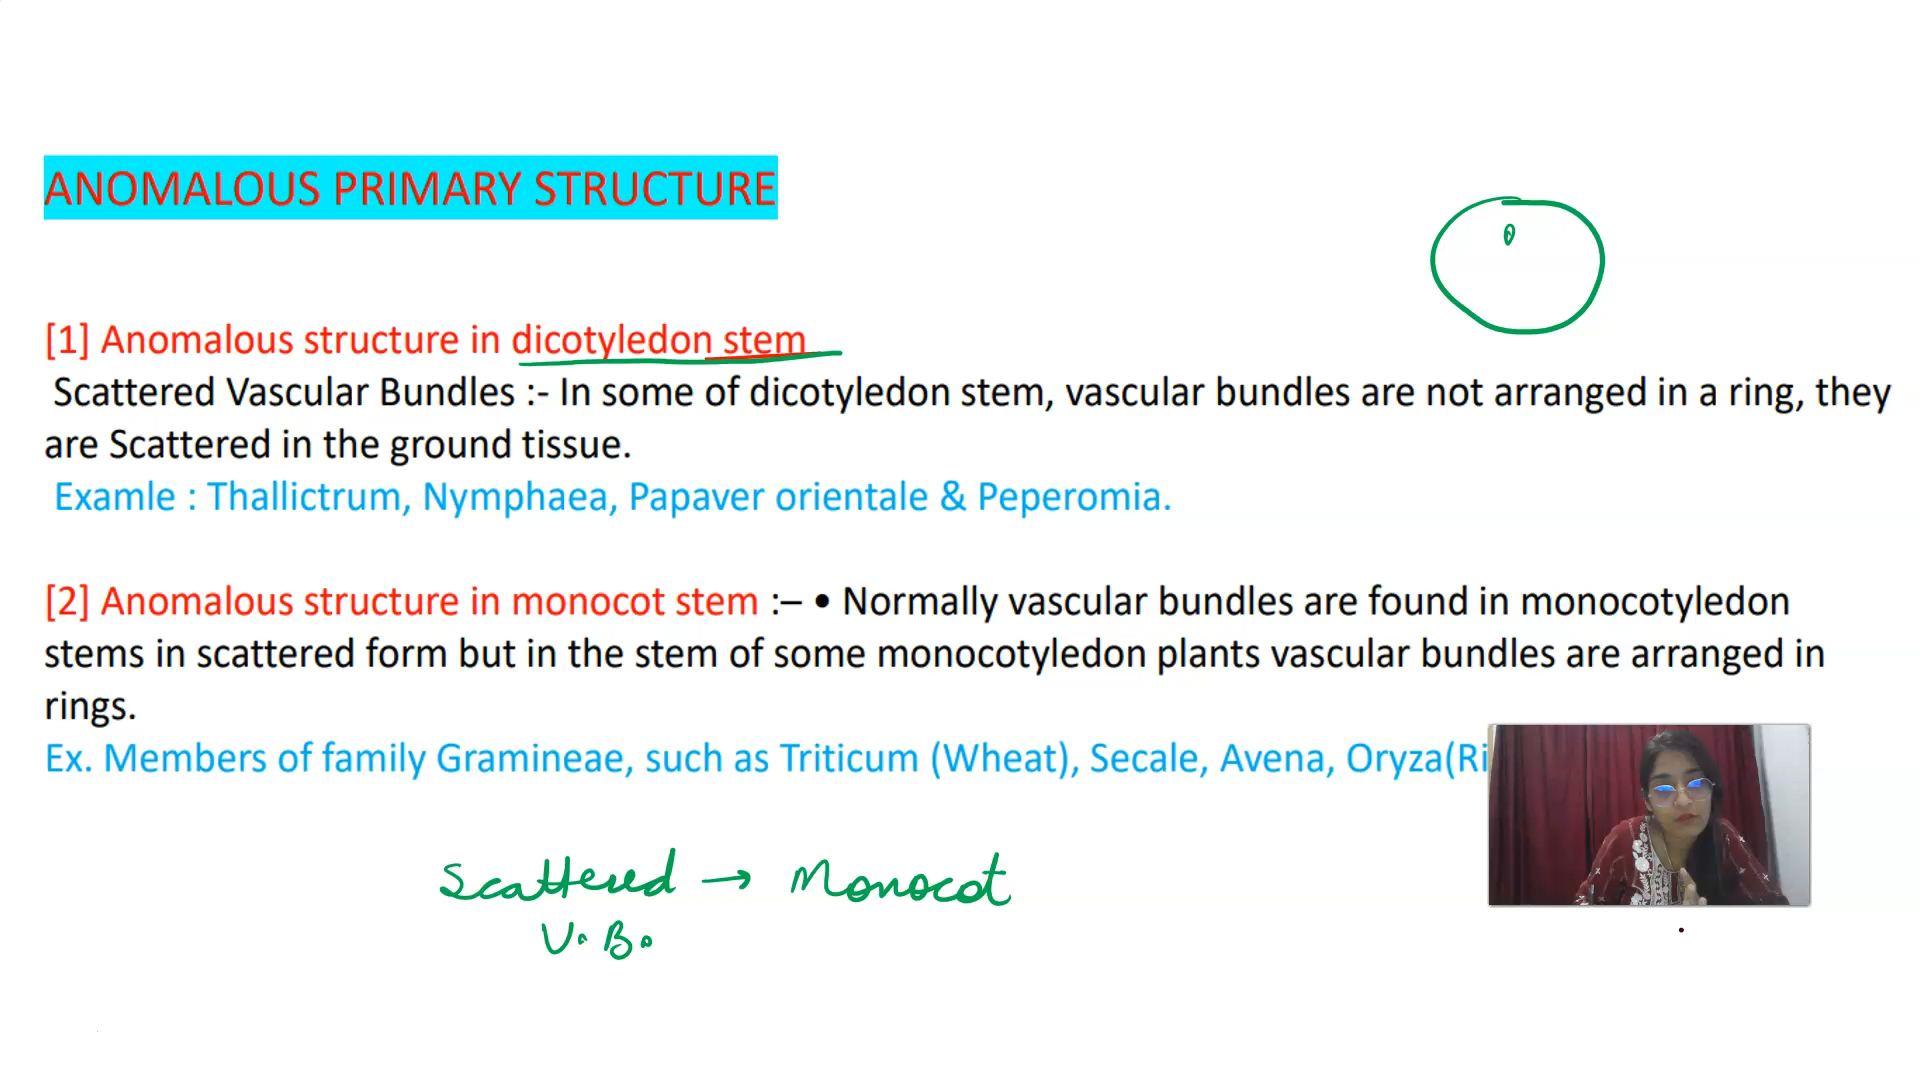 ANOMALOUS PRIMARY STRUCTURE
[1] Anomalous structure in dicotyledon stem
Scattered Vascular Bundles :- In some of dicotyledon stem, vascular bundles are not arranged in a ring, they
are Scattered in the ground tissue.
Examle : Thallictrum, Nymphaea, Papaver orientale & Peperomia.
[2] Anomalous structure in monocot stem :– • Normally vascular bundles are found in monocotyledon
stems in scattered form but in the stem of some monocotyledon plants vascular bundles are arranged in
rings.
Ex. Members of family Gramineae, such as Triticum (Wheat), Secale, Avena, Oryza(Ri
Scattered → Monocot
V. B.